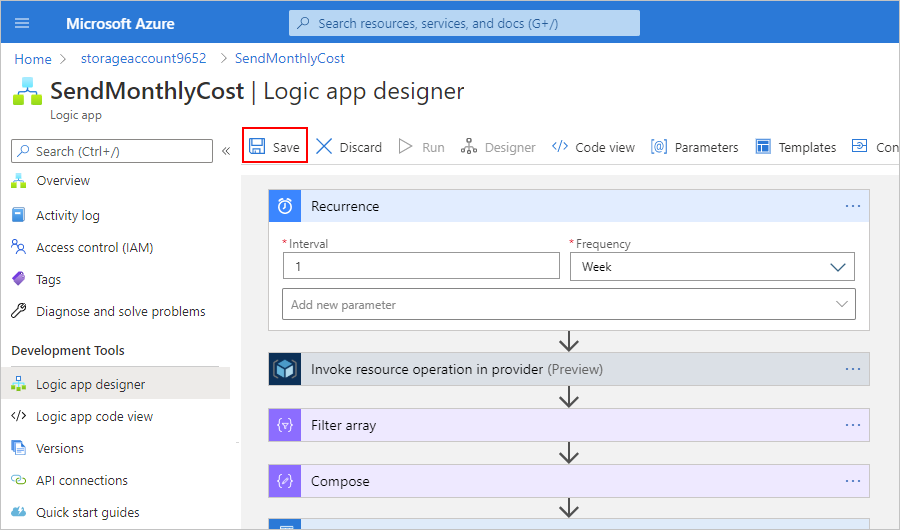 Microsoft Azure
Search resources, services, and docs (G+/)
Home > storageaccount9652 > SendMonthlyCost
SendMonthlyCost | Logic app designer
Logic app
Search (Ctrl+/)
«
Save
Discard
Run
Designer
</> Code view
[@] Parameters
Templates
Con
Overview
Activity log
Access control (IAM)
Tags
Diagnose and solve problems
Development Tools
Logic app designer
</> Logic app code view
Versions
API connections
Quick start guides
Recurrence ...
*Interval
*Frequency
1
Week
Add new parameter
Invoke resource operation in provider (Preview) ...
Filter array ...
Compose ...